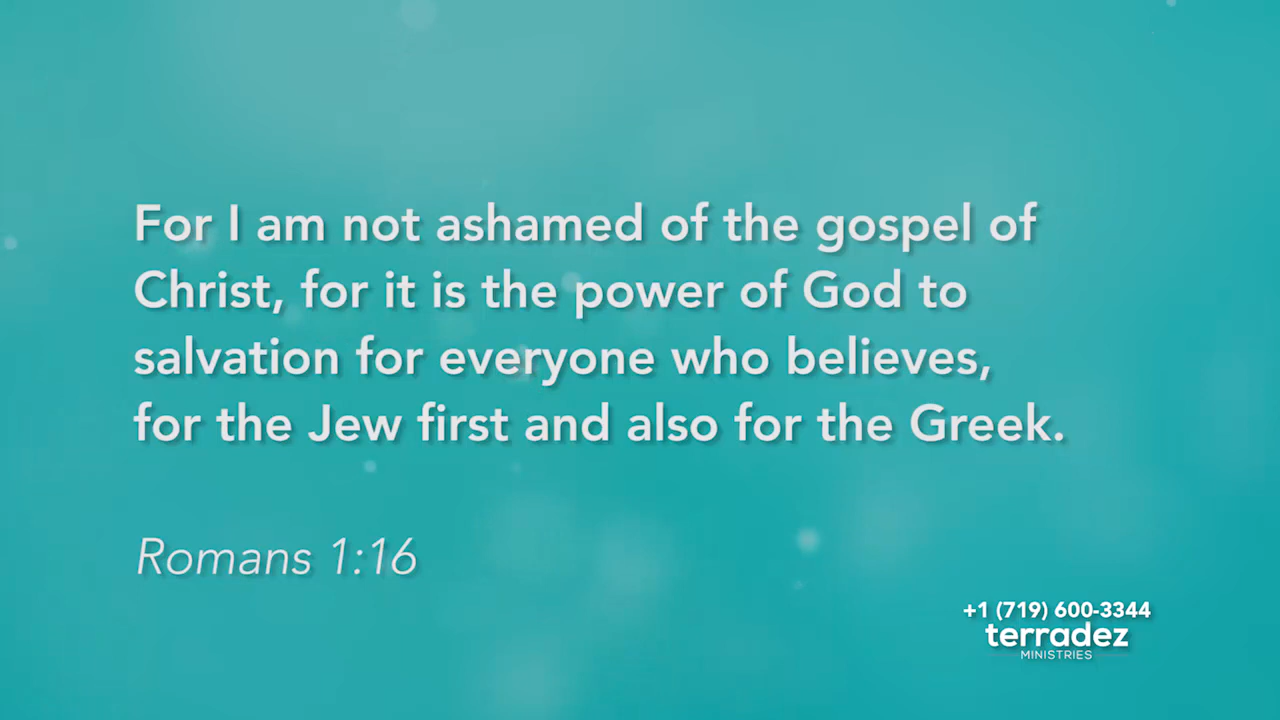 For I am not ashamed of the gospel of
Christ, for it is the power of God to
salvation for everyone who believes,
for the Jew first and also for the Greek.
Romans 1:16
+1 (719) 600-3344
terradez
MINISTRIES